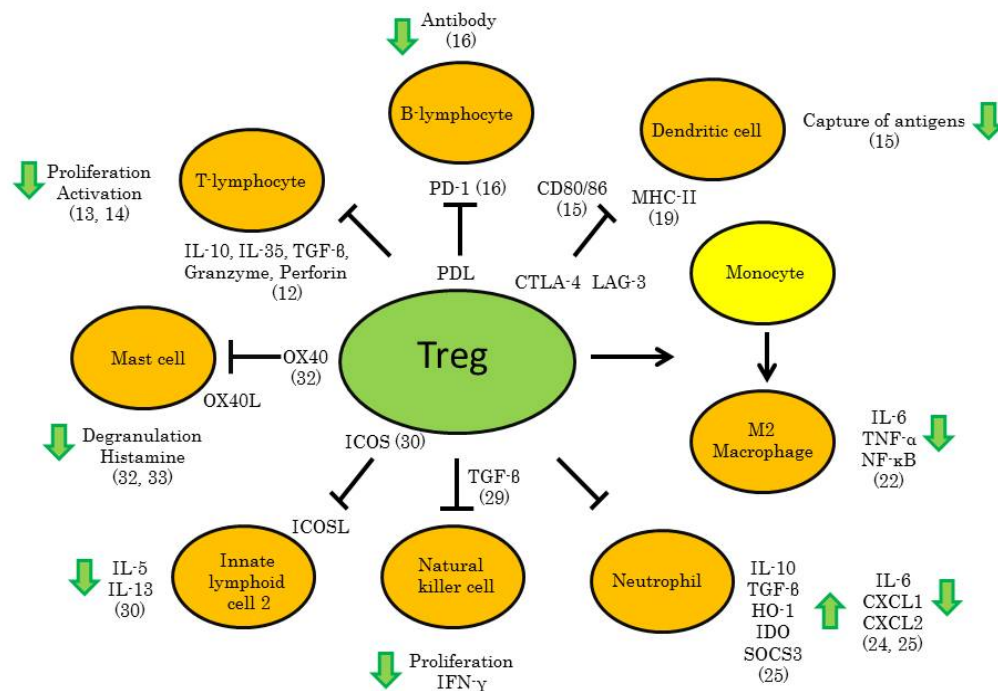 Antibody
(16)
B-lymphocyte
PD-1 (16)
PDL
Dendritic cell
Capture of antigens
(15)
CD80/86
(15)
MHC-II
(19)
CTLA-4 LAG-3
T-lymphocyte
Proliferation
Activation
(13, 14)
IL-10, IL-35, TGF-β,
Granzyme, Perforin
(12)
Monocyte
Treg
Mast cell
OX40
(32)
OX40L
Degranulation
Histamine
(32, 33)
M2
Macrophage
IL-6
TNF-α
NF-κB
(22)
ICOS (30)
ICOSL
Innate
lymphoid
cell 2
IL-5
IL-13
(30)
TGF-β
(29)
Natural
killer cell
Proliferation
IFN-γ
Neutrophil
IL-10
TGF-β
HO-1
IDO
SOCS3
(25)
IL-6
CXCL1
CXCL2
(24, 25)